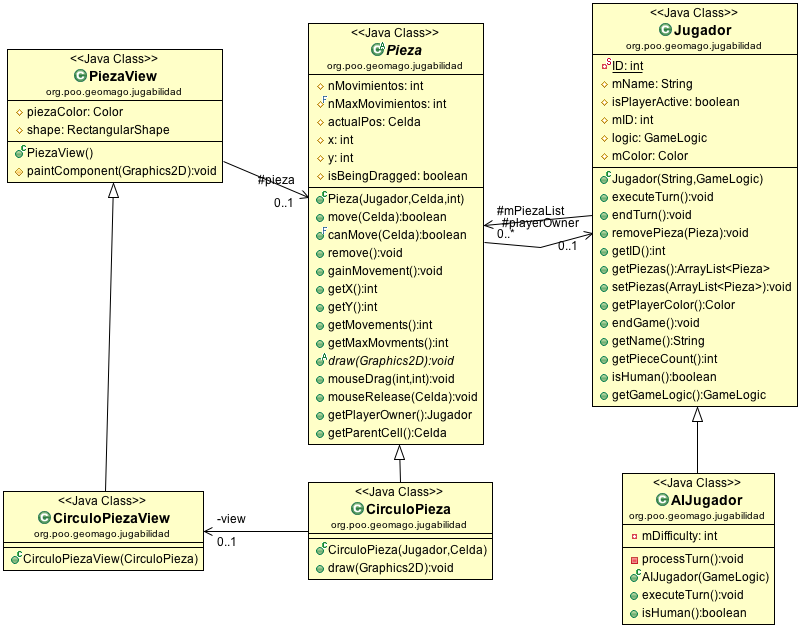 <<Java Class>>
PiezaView
org.poo.geomago.jugabilidad
piezaColor: Color
shape: RectangularShape
PiezaView()
paintComponent(Graphics2D):void
<<Java Class>>
Pieza
org.poo.geomago.jugabilidad
nMovimientos: int
nMaxMovimientos: int
actualPos: Celda
x: int
y: int
isBeingDragged: boolean
Pieza(Jugador,Celda,int)
move(Celda):boolean
canMove(Celda):boolean
remove():void
gainMovement():void
getX():int
getY():int
getMovements():int
getMaxMovments():int
draw(Graphics2D):void
mouseDrag(int,int):void
mouseRelease(Celda):void
getPlayerOwner():Jugador
getParentCell():Celda
<<Java Class>>
Jugador
org.poo.geomago.jugabilidad
ID: int
mName: String
isPlayerActive: boolean
mID: int
logic: GameLogic
mColor: Color
Jugador(String,GameLogic)
executeTurn():void
endTurn():void
removePieza(Pieza):void
getID():int
getPiezas():ArrayList<Pieza>
setPiezas(ArrayList<Pieza>):void
getPlayerColor():Color
endGame():void
getName():String
getPieceCount():int
isHuman():boolean
getGameLogic():GameLogic
#pieza
0..1
#mPiezaList
0..*
#playerOwner
0..1
<<Java Class>>
CirculoPiezaView
org.poo.geomago.jugabilidad
CirculoPiezaView(CirculoPieza)
-view
0..1
<<Java Class>>
CirculoPieza
org.poo.geomago.jugabilidad
CirculoPieza(Jugador,Celda)
draw(Graphics2D):void
<<Java Class>>
AIJugador
org.poo.geomago.jugabilidad
mDifficulty: int
processTurn():void
AIJugador(GameLogic)
executeTurn():void
isHuman():boolean